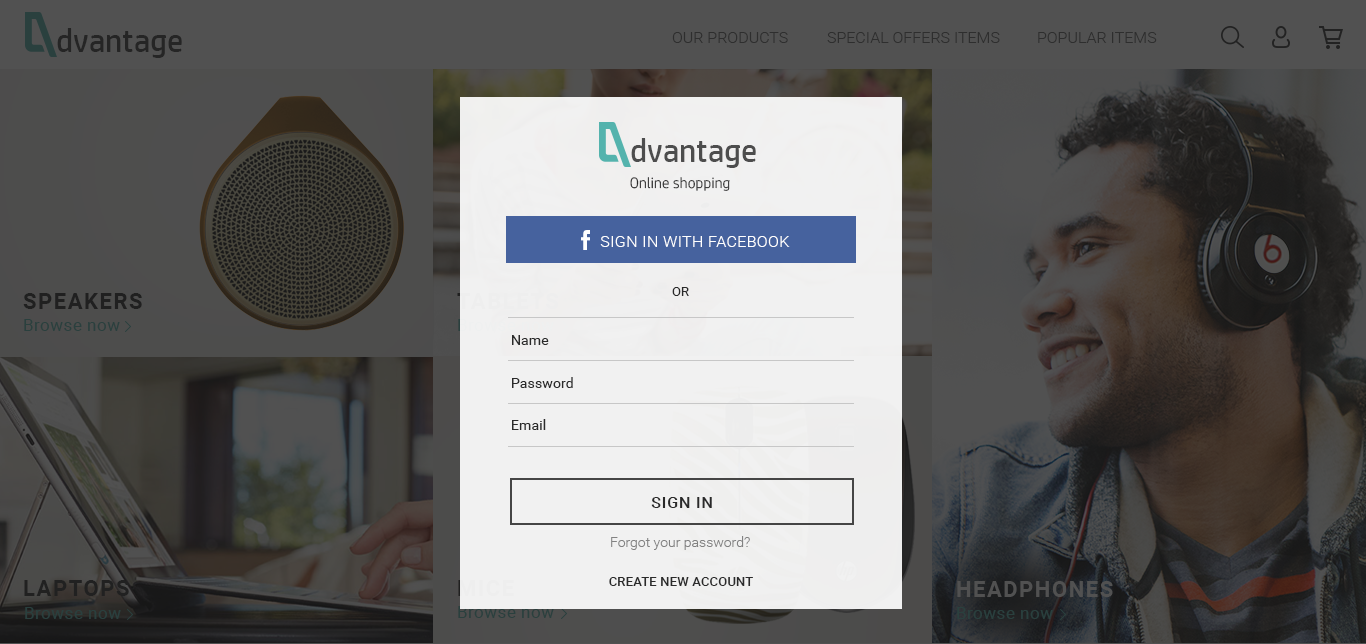 dvantage
OUR PRODUCTS
SPECIAL OFFERS ITEMS
POPULAR ITEMS
dvantage
Online shopping
f SIGN IN WITH FACEBOOK
OR
Name
Password
Email
SIGN IN
Forgot your password?
CREATE NEW ACCOUNT
SPEAKERS
Browse now >
TABLETS
b
LAPTOPS
Browse now >
MICE
Browse now >
HEADPHONES
Browse now >